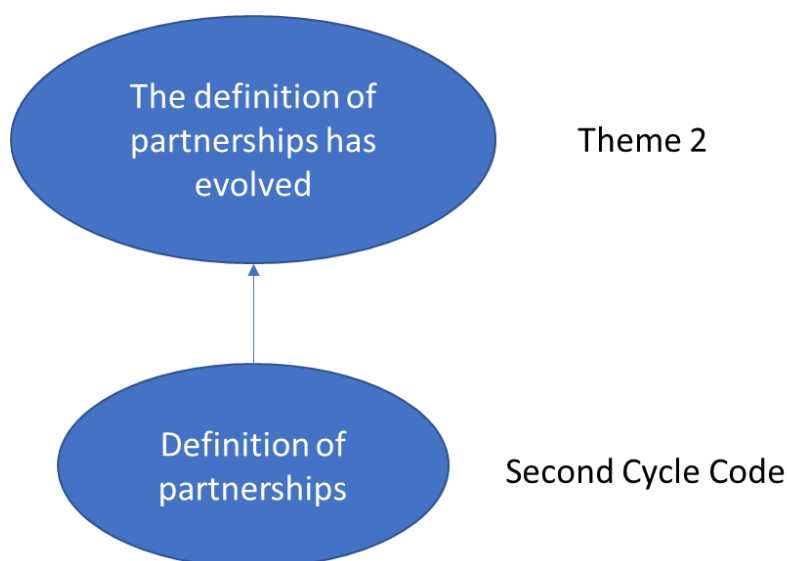 The definition of
partnerships has
evolved
Theme 2
Definition of
partnerships
Second Cycle Code